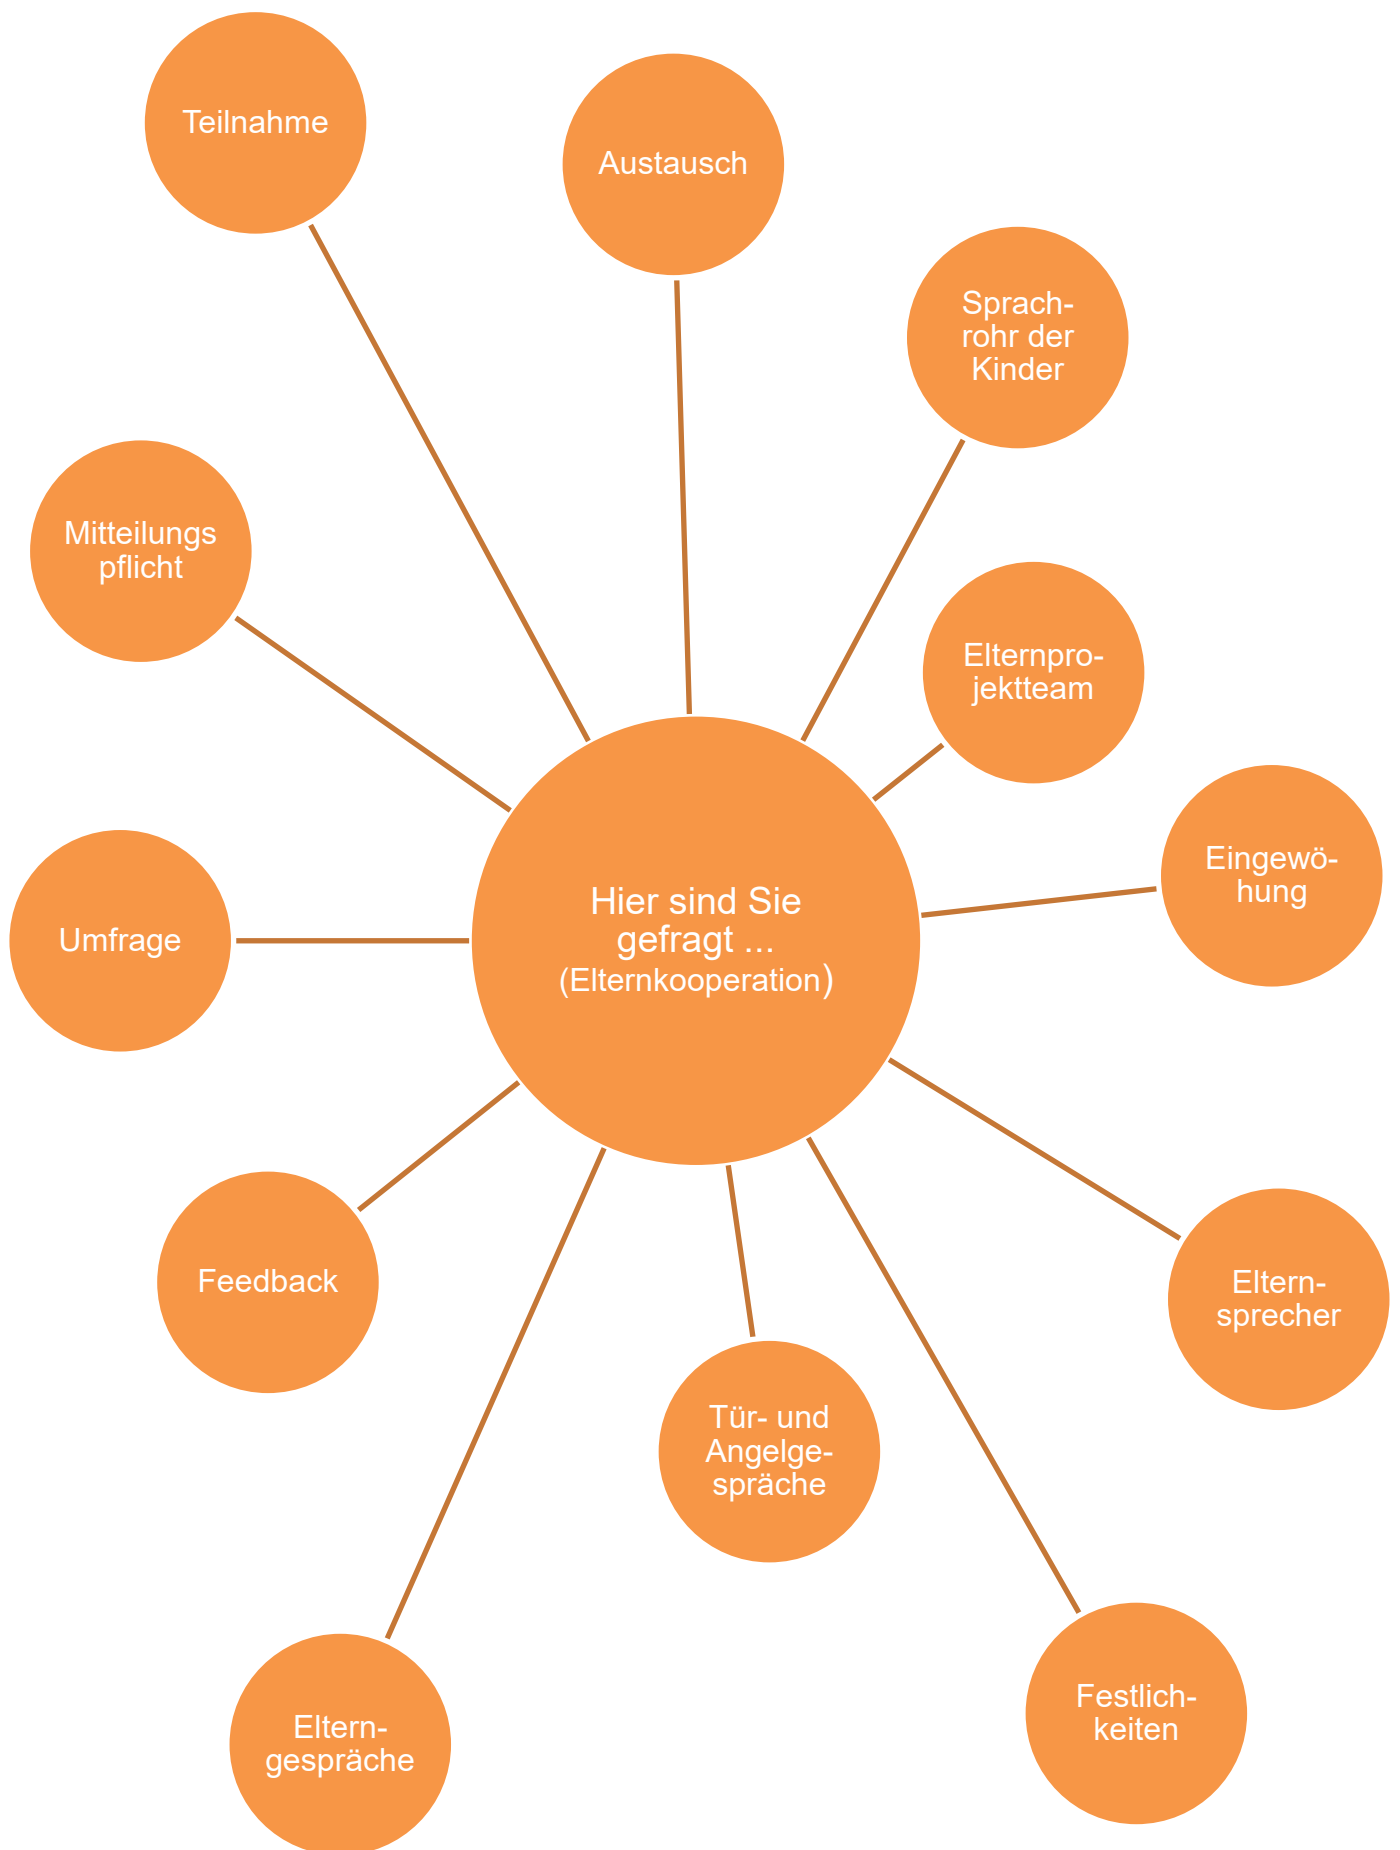 Teilnahme
Austausch
Sprach-
rohr der
Kinder
Mitteilungs
pflicht
Elternpro-
jektteam
Eingewö-
hung
Hier sind Sie
gefragt ...
(Elternkooperation)
Umfrage
Feedback
Eltern-
sprecher
Tür- und
Angelge-
spräche
Festlich-
keiten
Eltern-
gespräche